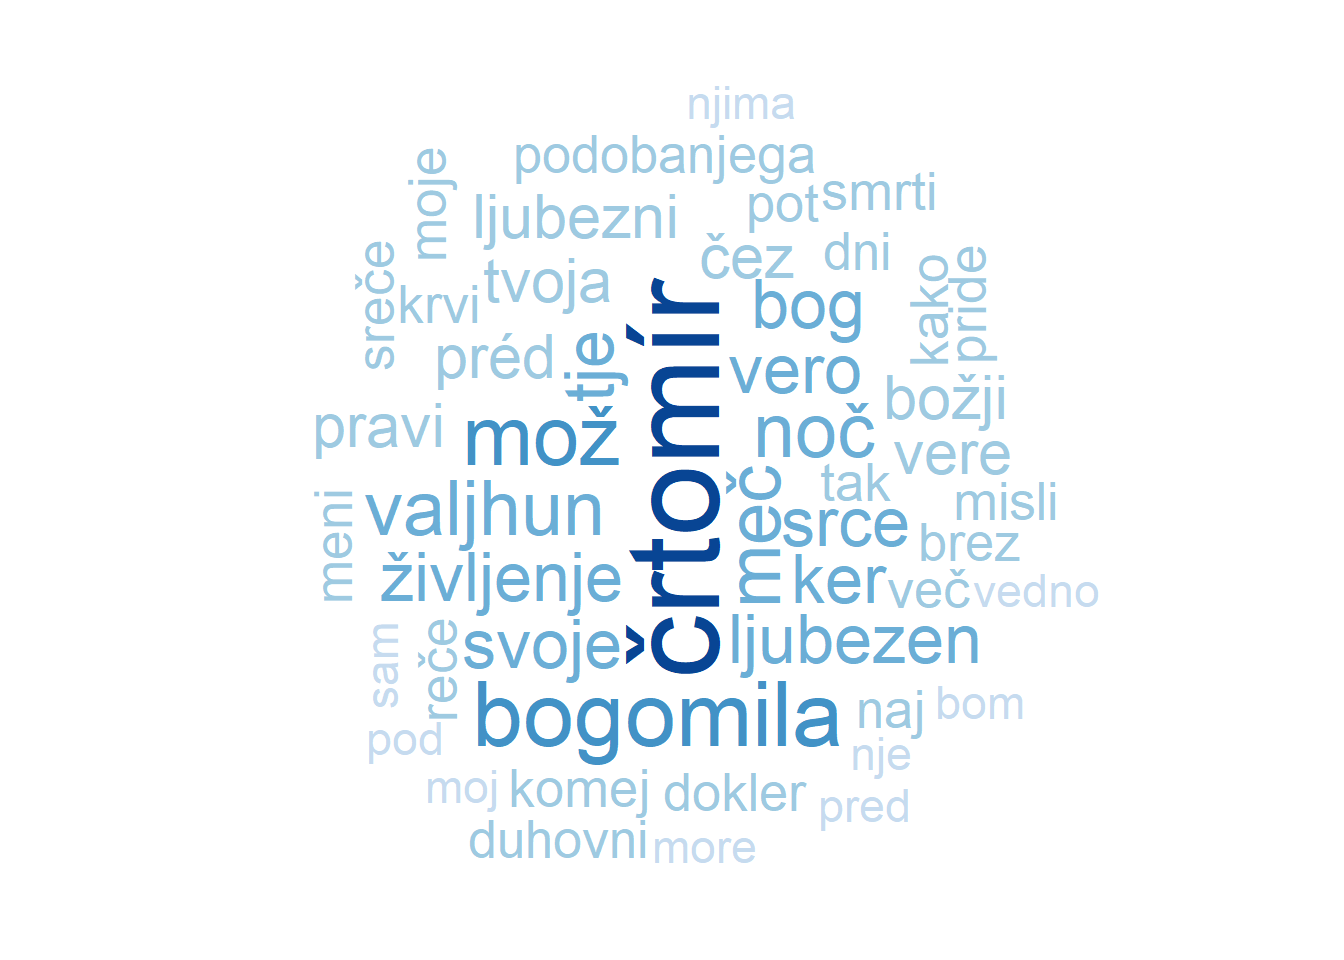 njima
podobanjega
moje
smrti
pot
ljubezni
čez
dni
sreče
tvoja
krvi
bog
kako
pride
préd
tje
črtomír
vero
božji
pravi
mož
noč
vere
meni
valjhun
meč
tak
misli
srce
brez
življenje
ker
več
vedno
sam
reče
svoje
ljubezen
bogomila
naj
bom
pod
nje
moj
komej
dokler
pred
duhovni
more